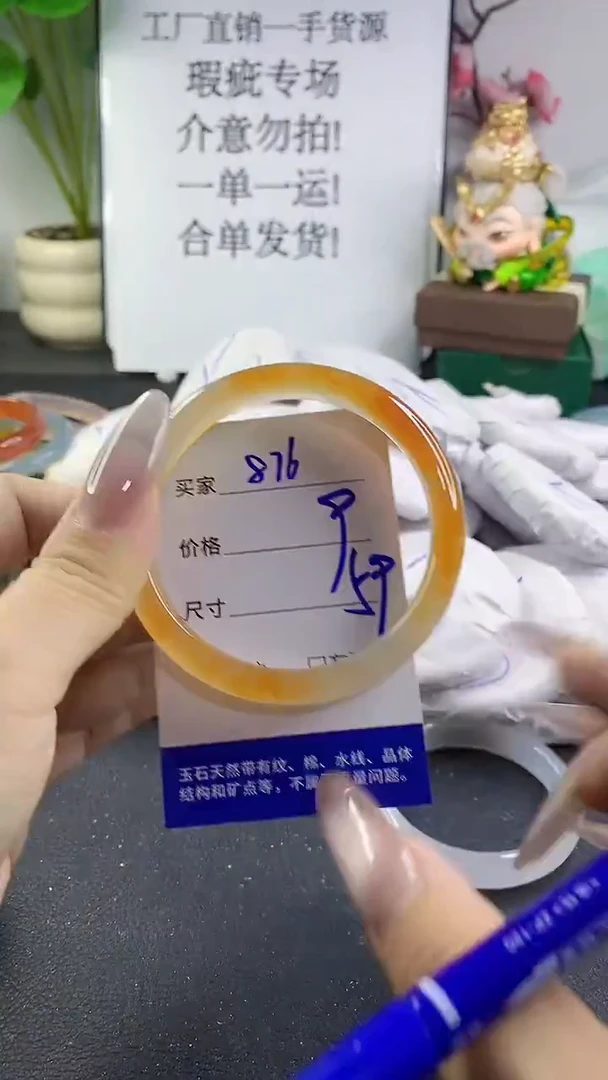 工厂直销一手货源
瑕疵专场
介意勿拍!
一单一运!
合单发货!
买家 876
价格 9
尺寸 59
玉石天然带有纹、棉、水线、晶体
结构和矿点等,不属 量问题。